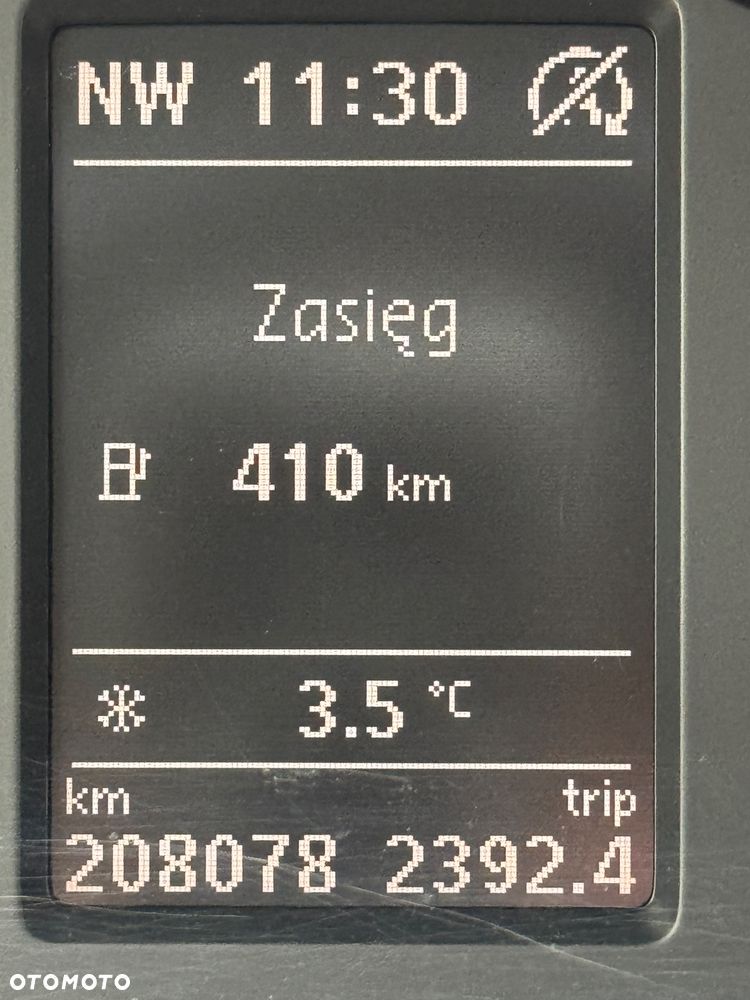 NW 11:30
Zasięg
410 km
3.5 °C
km trip
208078 2392.4
OTOMOTO